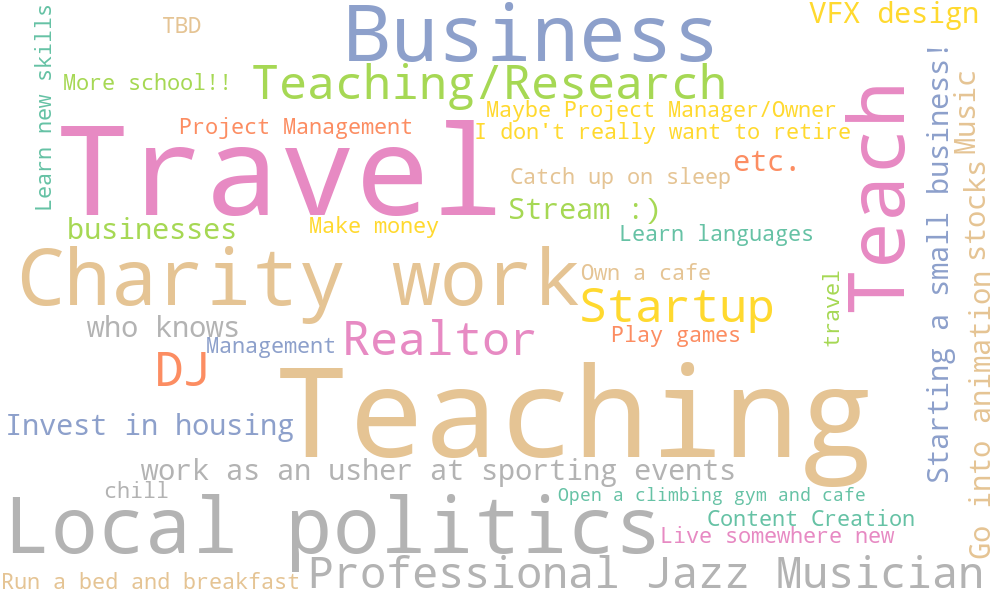 Learn new skills
TBD
Business
VFX design
More school!!
Teaching/Research
Maybe Project Manager/Owner
Project Management
I don't really want to retire
Travel
Teach
Starting a small business!
Music
etc.
Catch up on sleep
Stream :)
stocks
businesses
Make money
Learn languages
Charity work
Own a cafe
Startup
travel
Go into animation
who knows
Management
Realtor
Play games
DJ
Teaching
Invest in housing
work as an usher at sporting events
chill
Open a climbing gym and cafe
Local politics
Content Creation
Live somewhere new
Run a bed and breakfast
Professional Jazz Musician